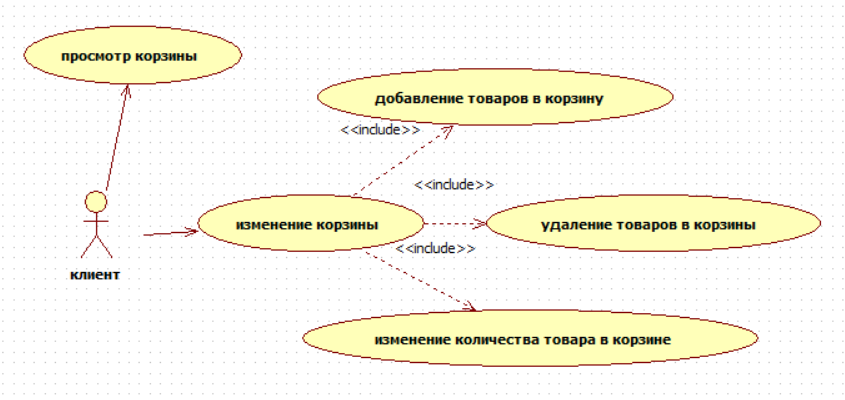 просмотр корзины
добавление товаров в корзину
<<include>>
<<include>>
изменение корзины
удаление товаров в корзины
<<include>>
клиент
изменение количества товара в корзине